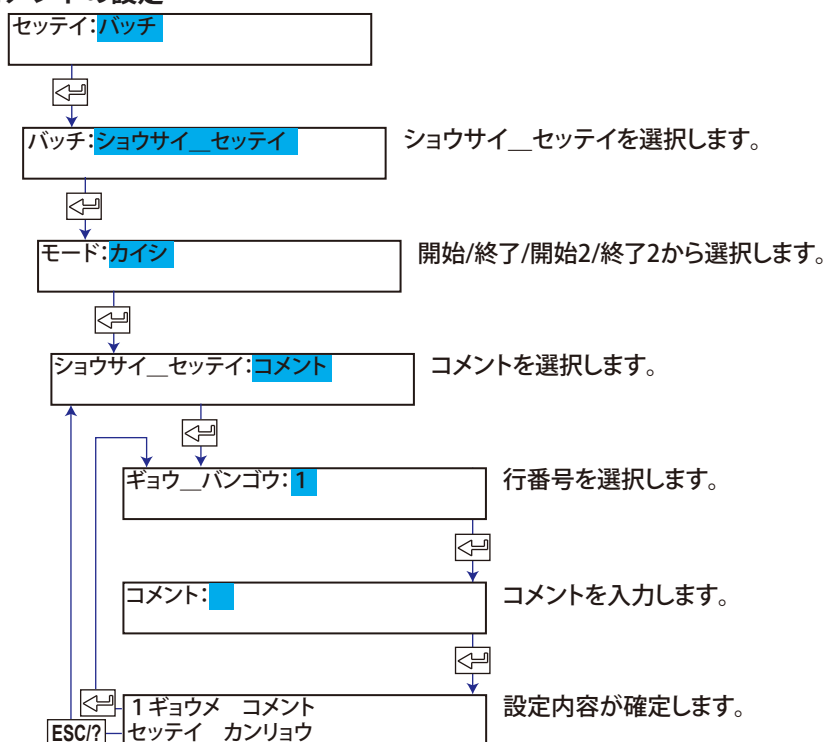 セッテイ：バッチ
バッチ：ショウサイ＿セッテイ
ショウサイ＿セッテイを選択します。
モード：カイシ
開始/終了/開始2/終了2から選択します。
ショウサイ＿セッテイ：コメント
コメントを選択します。
ギョウ＿バンゴウ：1
行番号を選択します。
コメント：
コメントを入力します。
1 ギョウメ　コメント
設定内容が確定します。
ESC/?
セッテイ　カンリョウ